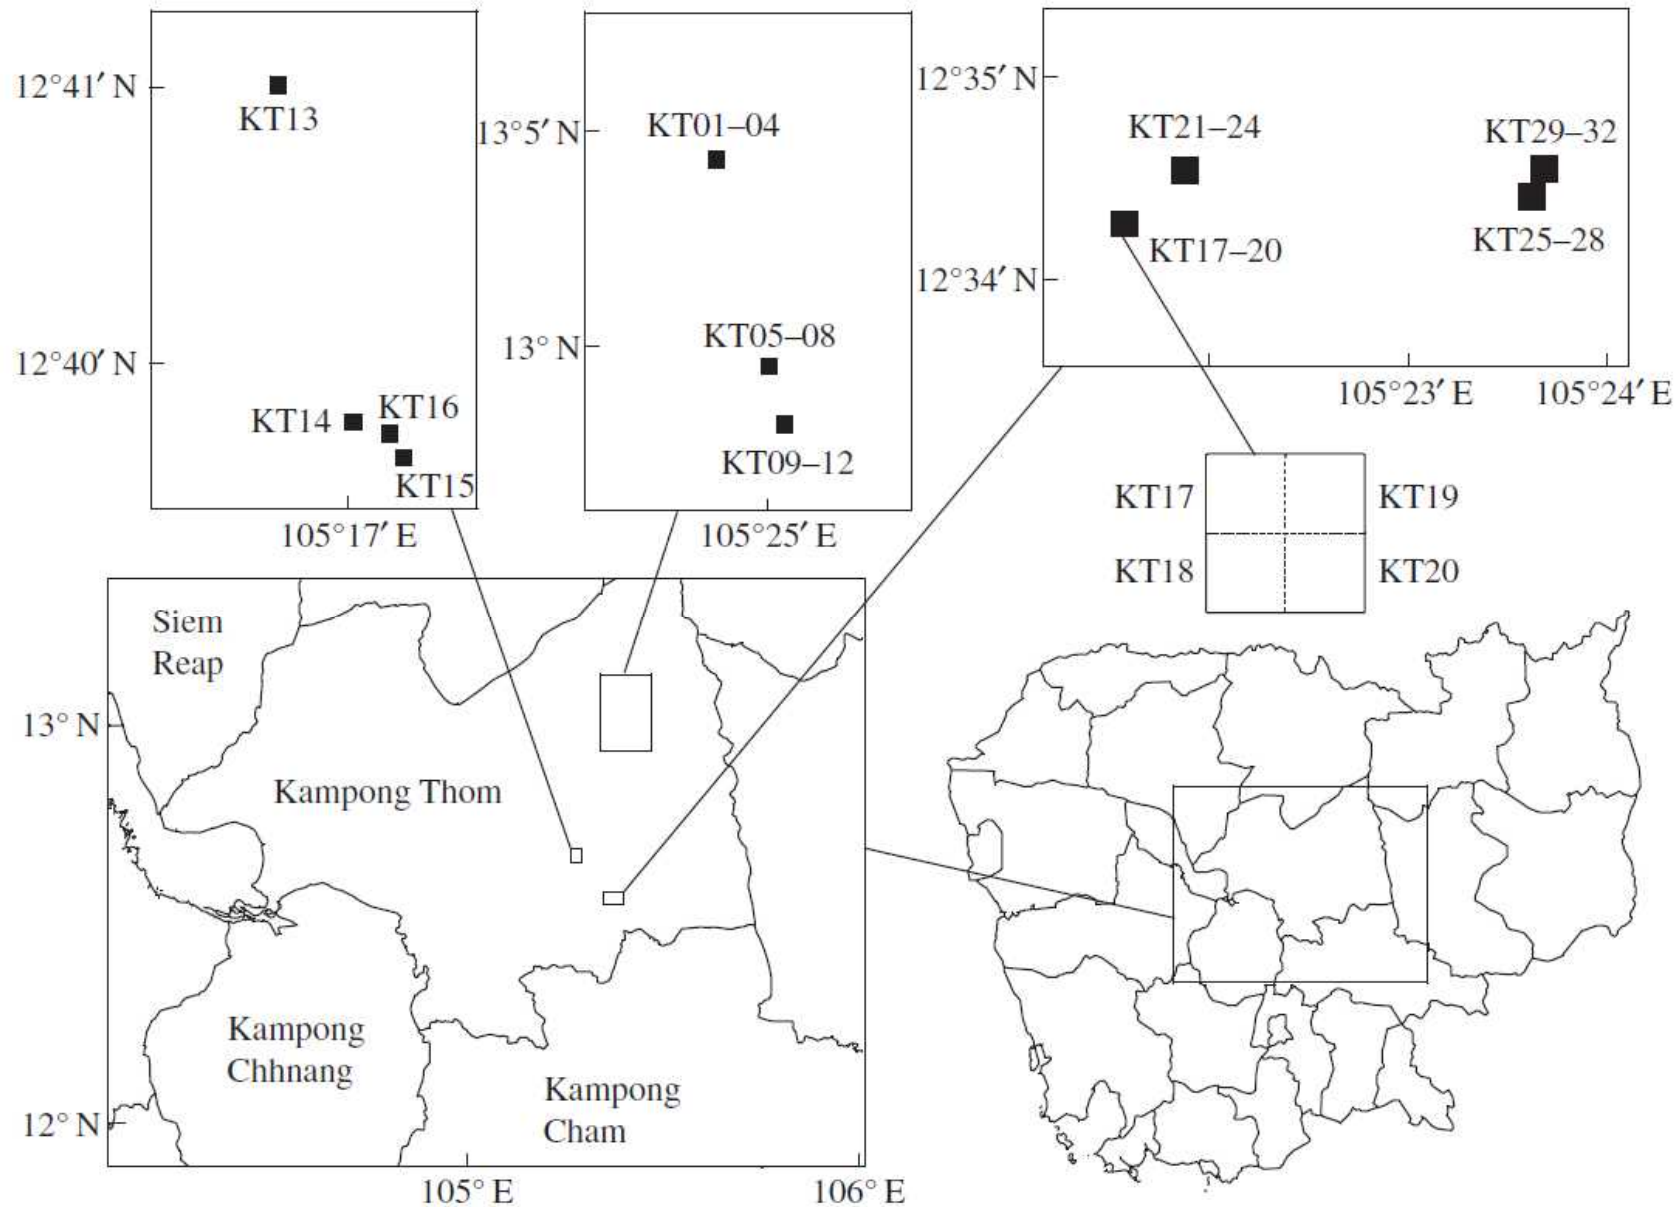 12°41′ N
KT13
12°40′ N
KT14
KT16
KT15
105°17′ E
13°5′ N
KT01–04
13° N
KT05–08
KT09–12
105°25′ E
12°35′ N
KT21–24
KT29–32
KT17–20
KT25–28
12°34′ N
105°23′ E
105°24′ E
KT17
KT19
KT18
KT20
Siem
Reap
13° N
Kampong Thom
Kampong
Chhnang
Kampong
Cham
12° N
105° E
106° E